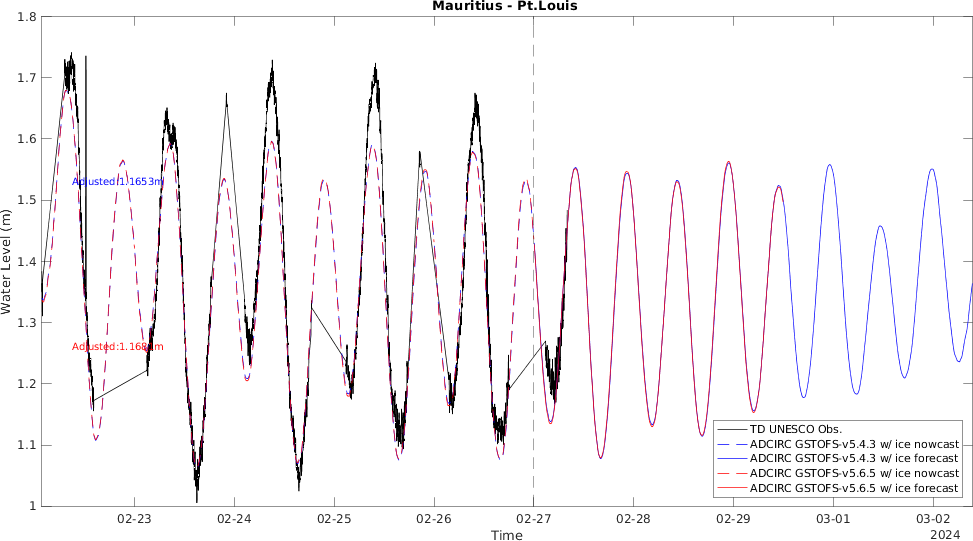 Mauritius - Pt.Louis
Water Level (m)
1.8
1.7
1.6
1.5
1.4
1.3
1.2
1.1
1
Adjusted:1.1653m
TD UNESCO Obs.
ADCIRC GSTOFS-v5.4.3 w/ ice nowcast
ADCIRC GSTOFS-v5.4.3 w/ ice forecast
ADCIRC GSTOFS-v5.6.5 w/ ice nowcast
ADCIRC GSTOFS-v5.6.5 w/ ice forecast
02-23 02-24 02-25 02-26 02-27 02-28 02-29 03-01 03-02
Time
2024